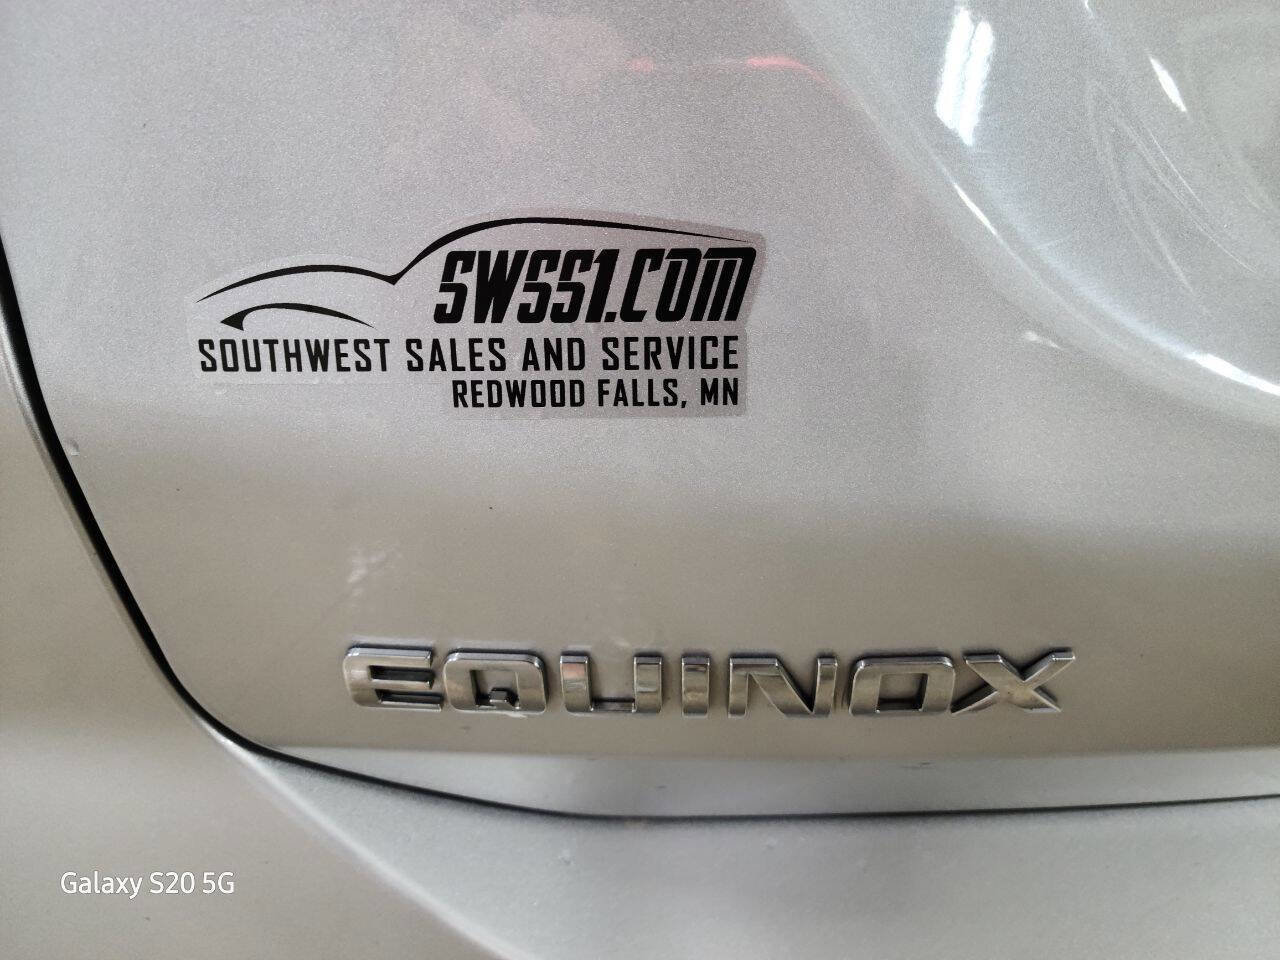 SWSS1.COM
SOUTHWEST SALES AND SERVICE
REDWOOD FALLS, MN
EQUINOX
Galaxy S20 5G